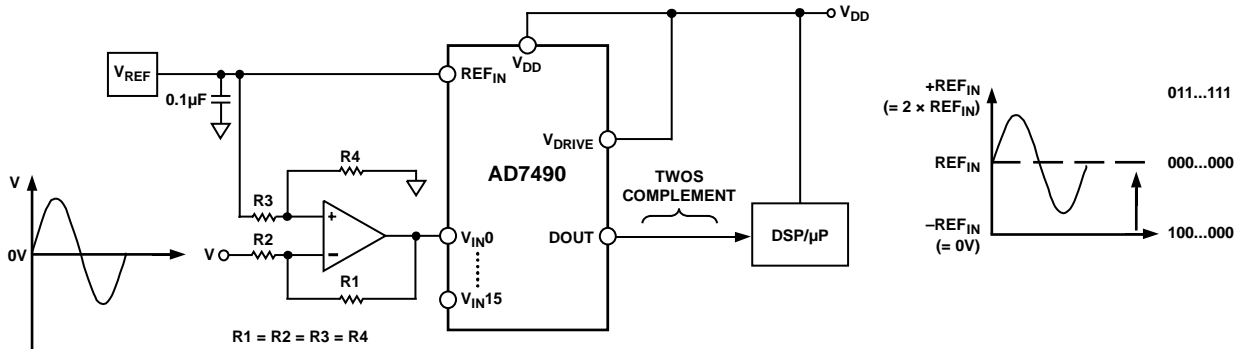 V_DD
V_REF
0.1µF
REF_IN
V_DD
V_DRIVE
AD7490
R4
R3
V
0V
R2
V
+
–
R1
V_IN0
V_IN15
DOUT
TWOS
COMPLEMENT
DSP/µP
R1 = R2 = R3 = R4
+REF_IN
(= 2 × REF_IN)
011...111
REF_IN
000...000
–REF_IN
(= 0V)
100...000